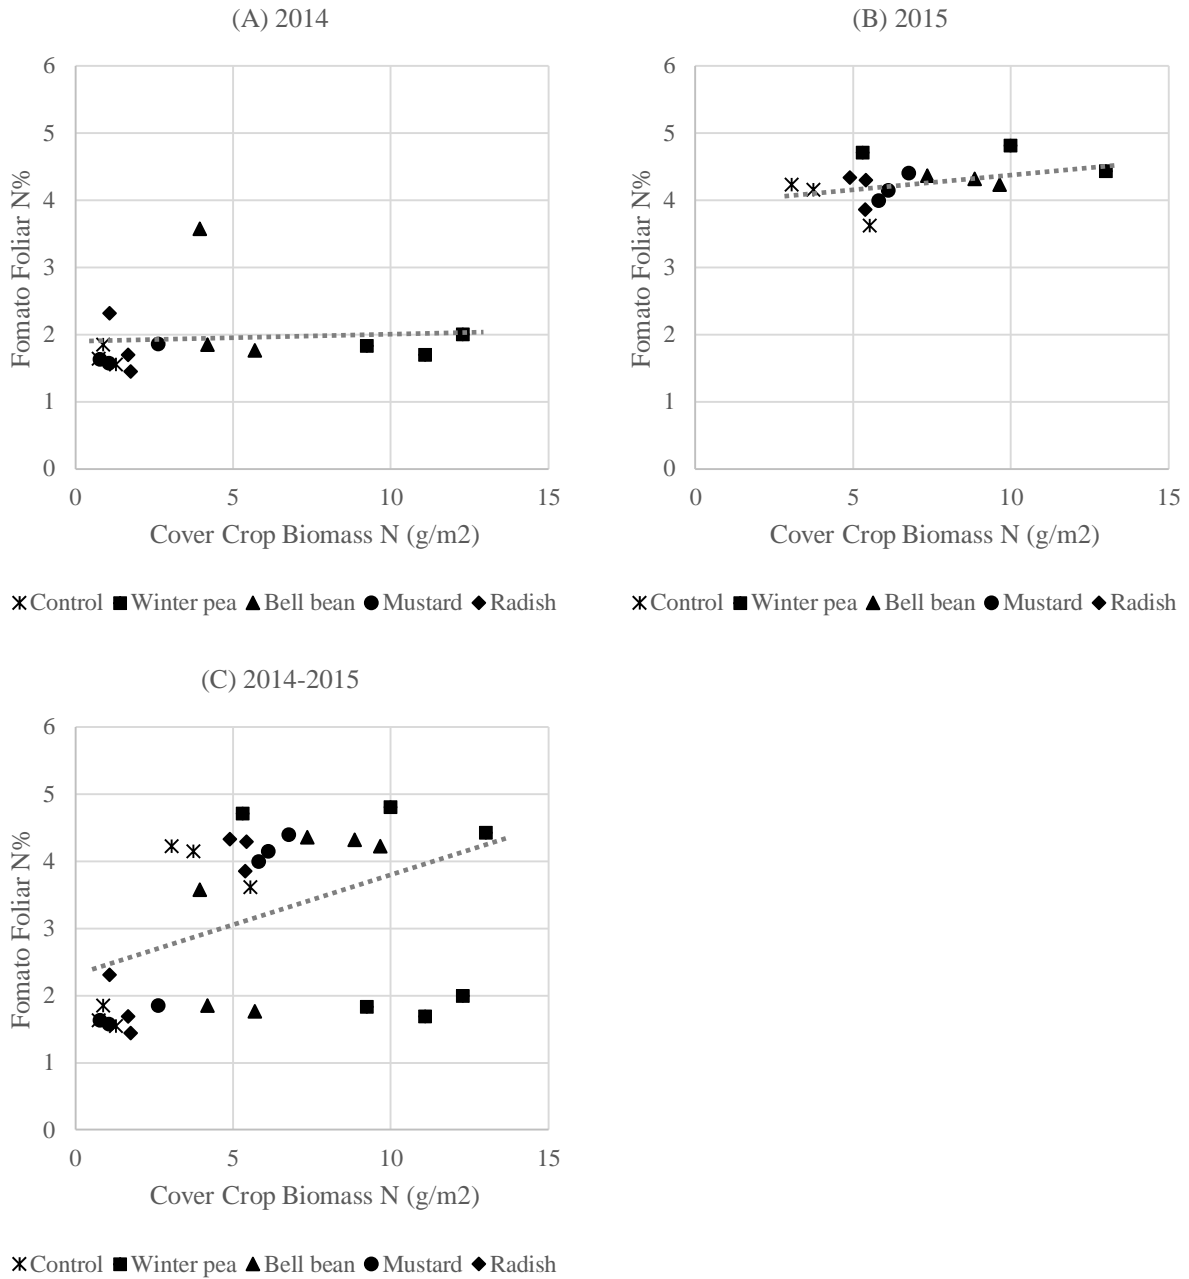 (A) 2014
6
5
4
3
2
1
0
0 5 10 15
Fomato Foliar N%
Cover Crop Biomass N (g/m2)
Control Winter pea Bell bean Mustard Radish
(B) 2015
6
5
4
3
2
1
0
0 5 10 15
Fomato Foliar N%
Cover Crop Biomass N (g/m2)
Control Winter pea Bell bean Mustard Radish
(C) 2014-2015
6
5
4
3
2
1
0
0 5 10 15
Fomato Foliar N%
Cover Crop Biomass N (g/m2)
Control Winter pea Bell bean Mustard Radish